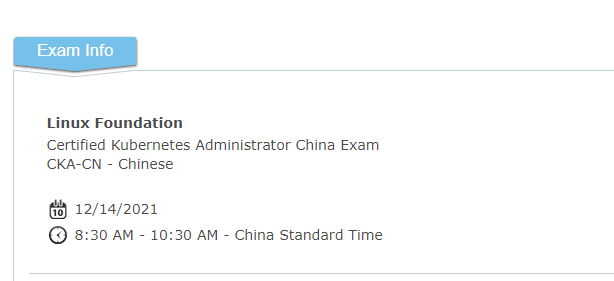 Exam Info
Linux Foundation
Certified Kubernetes Administrator China Exam
CKA-CN - Chinese
10
12/14/2021
8:30 AM - 10:30 AM - China Standard Time